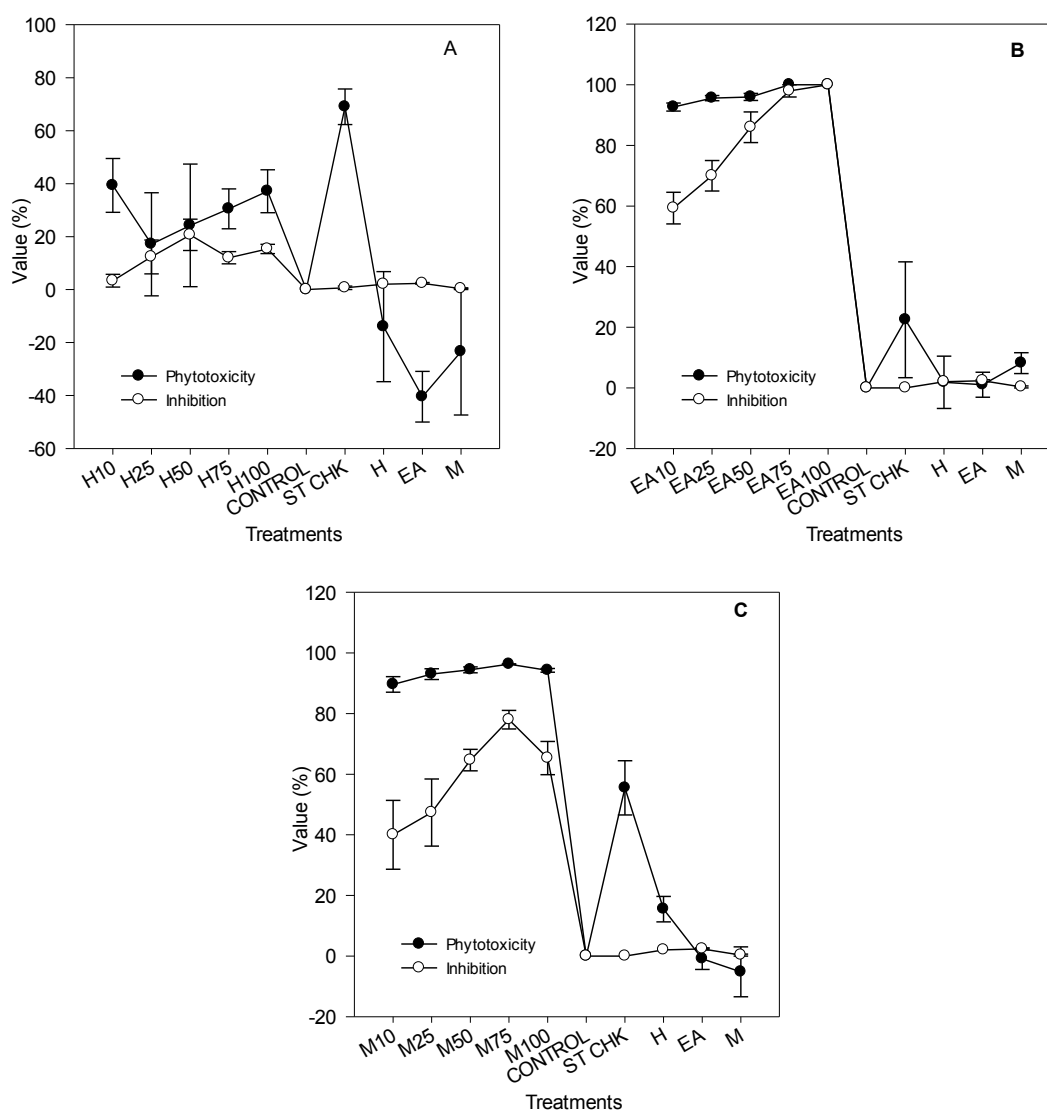 A
Value (%)
100
80
60
40
20
0
-20
-40
-60
Phytotoxicity
Inhibition
H10
H25
H50
H75
H100
CONTROL
ST CHK
H
EA
M
Treatments
B
Value (%)
120
100
80
60
40
20
0
-20
Phytotoxicity
Inhibition
EA10
EA25
EA50
EA75
EA100
CONTROL
ST CHK
H
EA
M
Treatments
C
Value (%)
120
100
80
60
40
20
0
-20
Phytotoxicity
Inhibition
M10
M25
M50
M75
M100
CONTROL
ST CHK
H
EA
M
Treatments